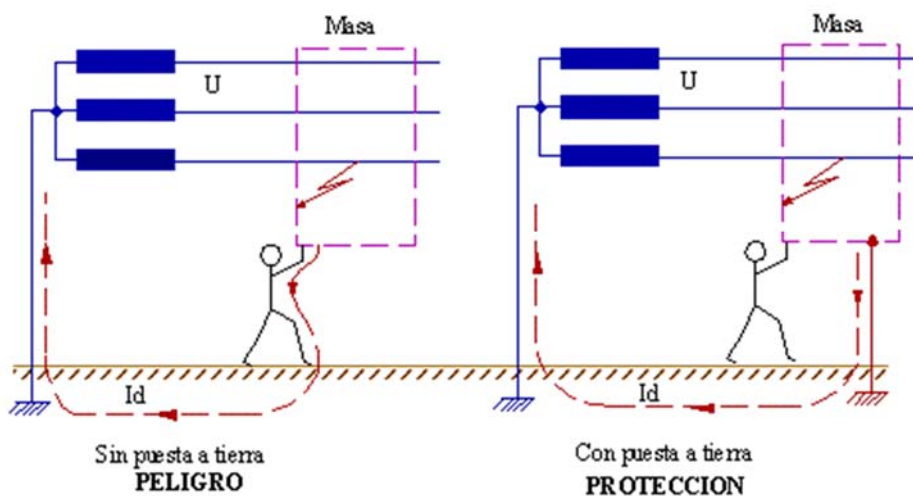 Masa
U
Id
Sin puesta a tierra
PELIGRO
Masa
U
Id
Con puesta a tierra
PROTECCION